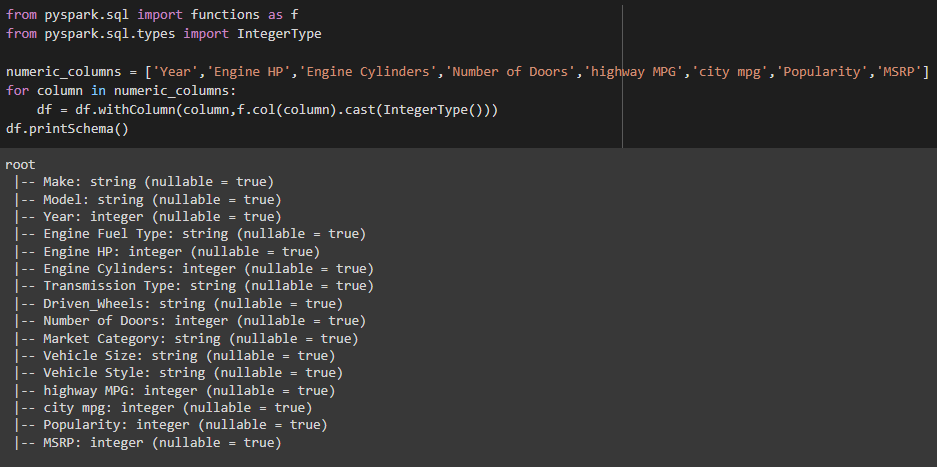 from pyspark.sql import functions as f
from pyspark.sql.types import IntegerType
numeric_columns = ['Year','Engine HP','Engine Cylinders','Number of Doors','highway MPG','city mpg','Popularity','MSRP']
for column in numeric_columns:
    df = df.withColumn(column,f.col(column).cast(IntegerType()))
df.printSchema()
root
 |-- Make: string (nullable = true)
 |-- Model: string (nullable = true)
 |-- Year: integer (nullable = true)
 |-- Engine Fuel Type: string (nullable = true)
 |-- Engine HP: integer (nullable = true)
 |-- Engine Cylinders: integer (nullable = true)
 |-- Transmission Type: string (nullable = true)
 |-- Driven_Wheels: string (nullable = true)
 |-- Number of Doors: integer (nullable = true)
 |-- Market Category: string (nullable = true)
 |-- Vehicle Size: string (nullable = true)
 |-- Vehicle Style: string (nullable = true)
 |-- highway MPG: integer (nullable = true)
 |-- city mpg: integer (nullable = true)
 |-- Popularity: integer (nullable = true)
 |-- MSRP: integer (nullable = true)